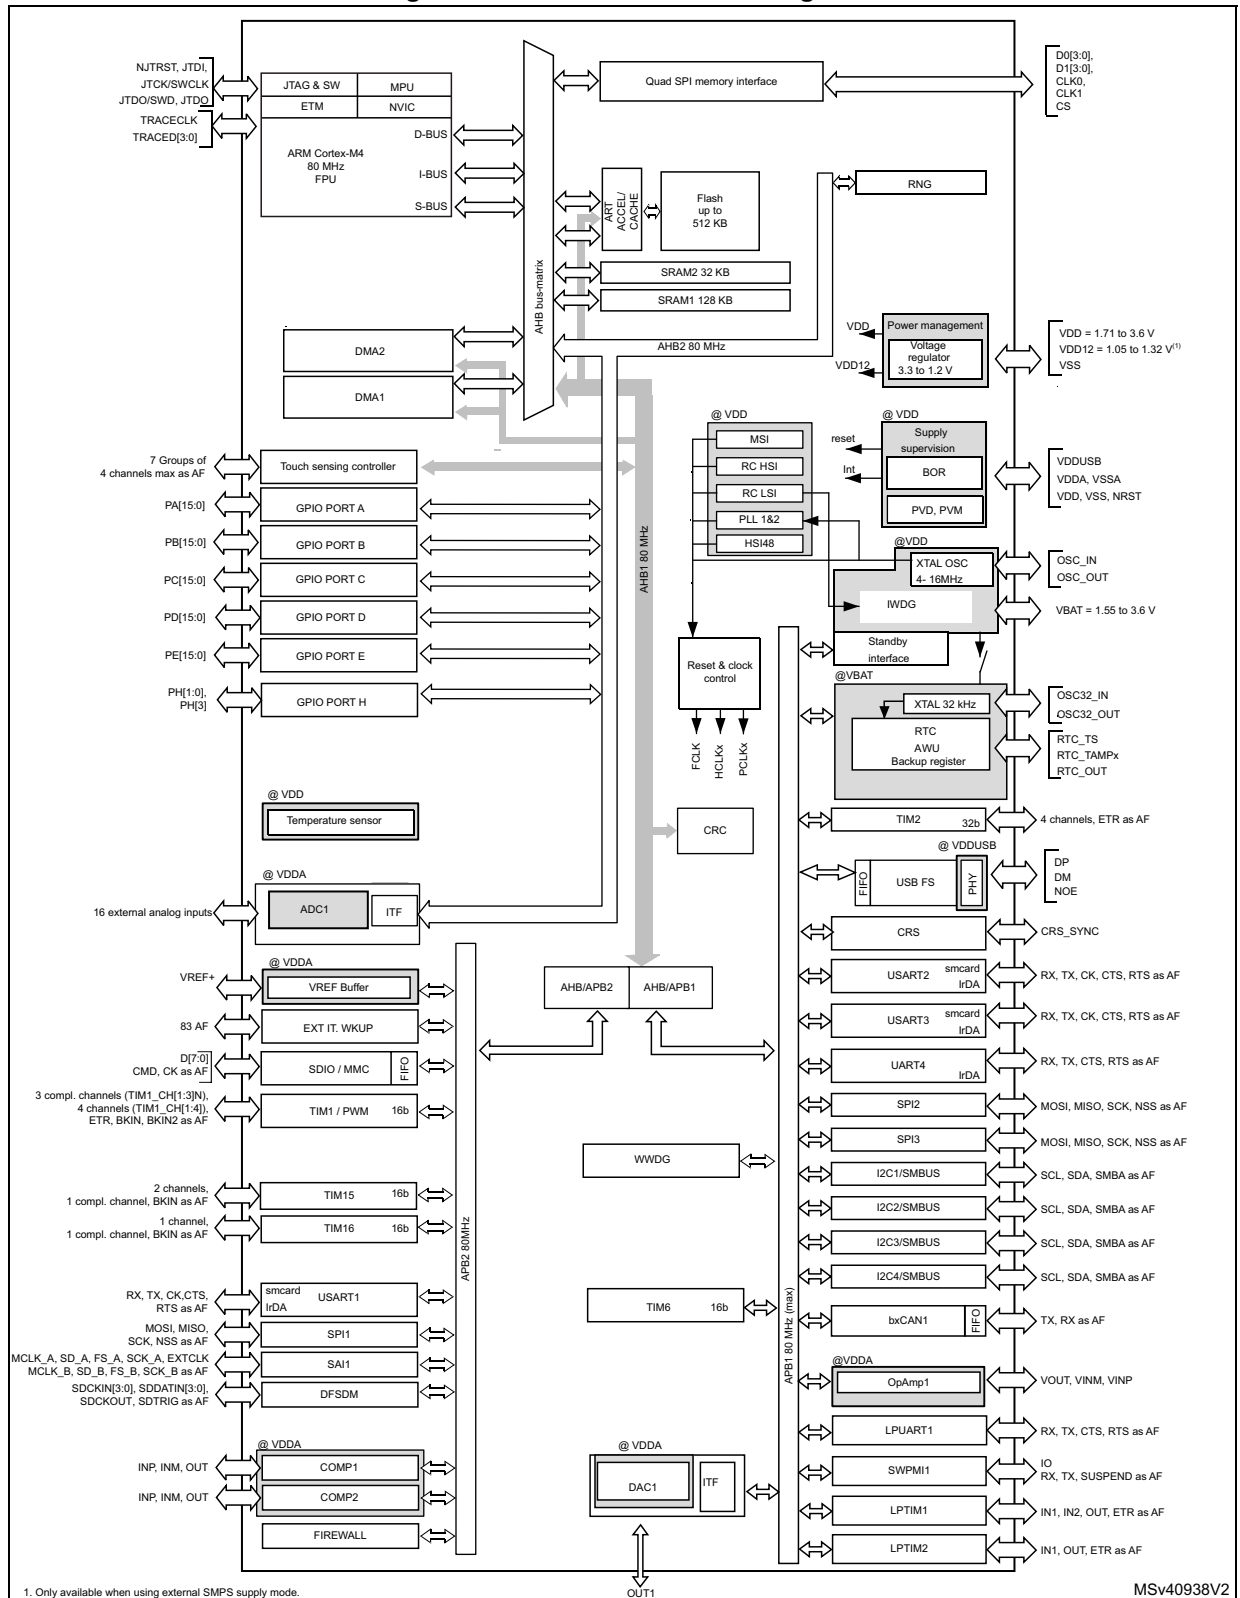 NJTRST, JTDI,
JTCK/SWCLK
JTDO/SWD, JTDO
TRACECLK
TRACED[3:0]
JTAG & SW
MPU
ETM
NVIC
ARM Cortex-M4
80 MHz
FPU
D-BUS
I-BUS
S-BUS
AHB bus-matrix
Quad SPI memory interface
D0[3:0],
D1[3:0],
CLK0,
CLK1
CS
ART
ACCEL/
CACHE
Flash
up to
512 KB
RNG
SRAM2 32 KB
SRAM1 128 KB
AHB2 80 MHz
DMA2
DMA1
VDD
VDD12
Power management
Voltage
regulator
3.3 to 1.2 V
VDD = 1.71 to 3.6 V
VDD12 = 1.05 to 1.32 V(1)
VSS
@ VDD
MSI
RC HSI
RC LSI
PLL 1&2
HSI48
@ VDD
reset
Int
Supply
supervision
BOR
PVD, PVM
VDDUSB
VDDA, VSSA
VDD, VSS, NRST
7 Groups of
4 channels max as AF
Touch sensing controller
PA[15:0]
GPIO PORT A
PB[15:0]
GPIO PORT B
PC[15:0]
GPIO PORT C
PD[15:0]
GPIO PORT D
PE[15:0]
GPIO PORT E
PH[1:0],
PH[3]
GPIO PORT H
AHB1 80 MHz
@VDD
XTAL OSC
4- 16MHz
IWDG
OSC_IN
OSC_OUT
VBAT = 1.55 to 3.6 V
Standby
interface
Reset & clock
control
FCLK
HCLKx
PCLKx
@VBAT
XTAL 32 kHz
RTC
AWU
Backup register
OSC32_IN
OSC32_OUT
RTC_TS
RTC_TAMPx
RTC_OUT
@ VDD
Temperature sensor
CRC
TIM2
32b
4 channels, ETR as AF
@ VDDUSB
FIFO
USB FS
PHY
DP
DM
NOE
@ VDDA
16 external analog inputs
ADC1
ITF
CRS
CRS_SYNC
@ VDDA
VREF+
VREF Buffer
AHB/APB2
AHB/APB1
USART2
smcard
IrDA
RX, TX, CK, CTS, RTS as AF
83 AF
EXT IT. WKUP
USART3
smcard
IrDA
RX, TX, CK, CTS, RTS as AF
D[7:0]
CMD, CK as AF
SDIO / MMC
FIFO
UART4
IrDA
RX, TX, CTS, RTS as AF
3 compl. channels (TIM1_CH[1:3]N),
4 channels (TIM1_CH[1:4]),
ETR, BKIN, BKIN2 as AF
TIM1 / PWM
16b
SPI2
MOSI, MISO, SCK, NSS as AF
SPI3
MOSI, MISO, SCK, NSS as AF
WWDG
I2C1/SMBUS
SCL, SDA, SMBA as AF
2 channels,
1 compl. channel, BKIN as AF
TIM15
16b
I2C2/SMBUS
SCL, SDA, SMBA as AF
1 channel,
1 compl. channel, BKIN as AF
TIM16
16b
I2C3/SMBUS
SCL, SDA, SMBA as AF
APB2 80MHz
I2C4/SMBUS
SCL, SDA, SMBA as AF
RX, TX, CK,CTS,
RTS as AF
smcard
IrDA
USART1
TIM6
16b
APB1 80 MHz (max)
bxCAN1
FIFO
TX, RX as AF
MOSI, MISO,
SCK, NSS as AF
SPI1
MCLK_A, SD_A, FS_A, SCK_A, EXTCLK
MCLK_B, SD_B, FS_B, SCK_B as AF
SAI1
@VDDA
OpAmp1
VOUT, VINM, VINP
SDCKIN[3:0], SDDATIN[3:0],
SDCKOUT, SDTRIG as AF
DFSDM
LPUART1
RX, TX, CTS, RTS as AF
@ VDDA
INP, INM, OUT
COMP1
INP, INM, OUT
COMP2
@ VDDA
DAC1
ITF
SWPMI1
IO
RX, TX, SUSPEND as AF
LPTIM1
IN1, IN2, OUT, ETR as AF
FIREWALL
LPTIM2
IN1, OUT, ETR as AF
OUT1
1. Only available when using external SMPS supply mode.
MSv40938V2